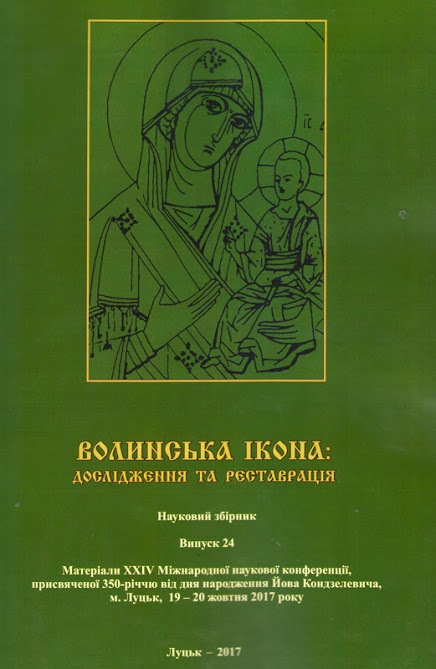 ІС
ВОЛИНСЬКА ІКОНА:
ДОСЛІДЖЕННЯ ТА РЕСТАВРАЦІЯ
Науковий збірник
Випуск 24
Матеріали XXIV Міжнародної наукової конференції,
присвяченої 350-річчю від дня народження Йова Кондзелевича,
м. Луцьк, 19 – 20 жовтня 2017 року
Луцьк – 2017